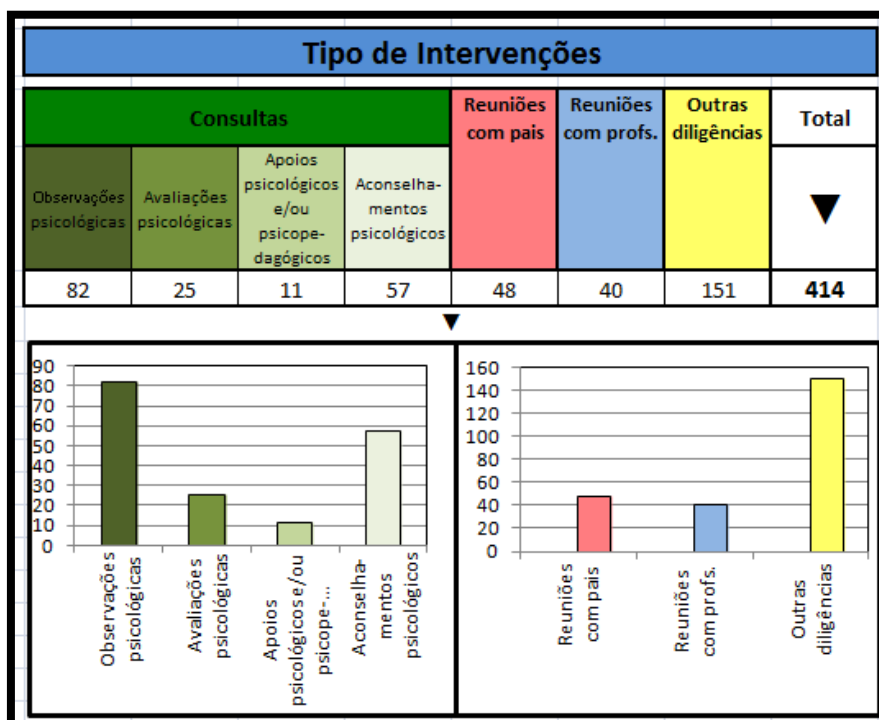 Tipo de Intervenções
Consultas
Reuniões
com pais
Reuniões
com profs.
Outras
diligências
Total
Observações
psicológicas
Avaliações
psicológicas
Apoios
psicológicos
e/ou
psicope-
dagógicos
Aconselha-
mentos
psicológicos
▼
82 25 11 57 48 40 151 414
▼
90
80
70
60
50
40
30
20
10
0
Observações
psicológicas
Avaliações
psicológicas
Apoios
psicológicos e/ou
psicope-...
Aconselha-
mentos
psicológicos
160
140
120
100
80
60
40
20
0
Reuniões
com pais
Reuniões
com profs.
Outras
diligências